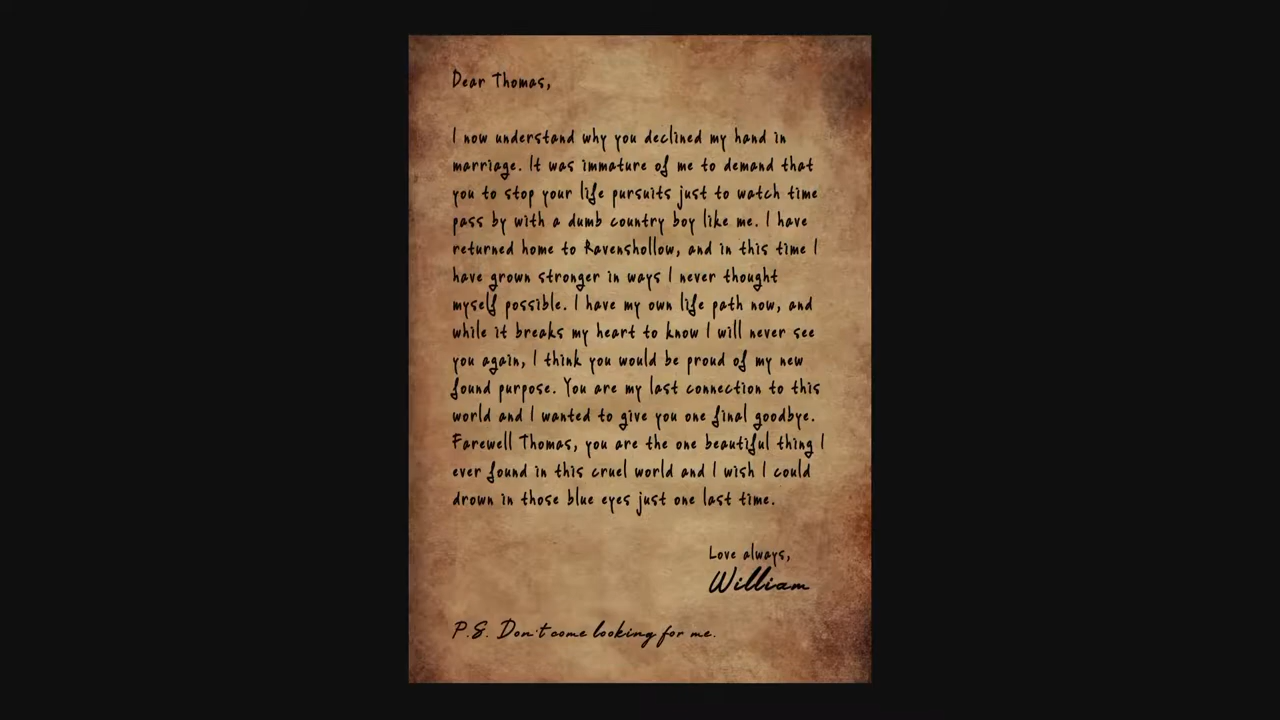 Dear Thomas,
I now understand why you declined my hand in
marriage. It was immature of me to demand that
you to stop your life pursuits just to watch time
pass by with a dumb country boy like me. I have
returned home to Ravenshollow, and in this time I
have grown stronger in ways I never thought
myself possible. I have my own life path now, and
while it breaks my heart to know I will never see
you again, I think you would be proud of my new
found purpose. You are my last connection to this
world and I wanted to give you one final goodbye.
Farewell Thomas, you are the one beautiful thing I
ever found in this cruel world and I wish I could
drown in those blue eyes just one last time.
Love always,
William
P.S. Don't come looking for me.